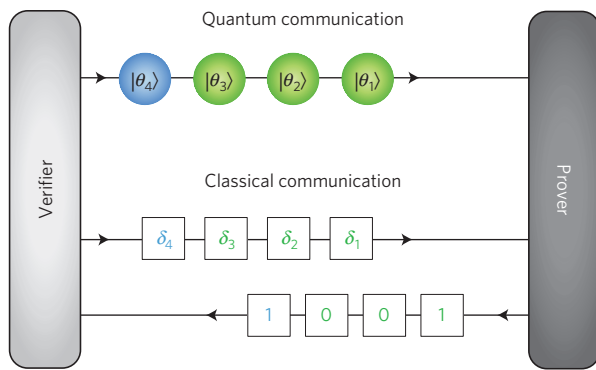 Quantum communication
|θ₄⟩ |θ₃⟩ |θ₂⟩ |θ₁⟩
Verifier
Prover
Classical communication
δ₄ δ₃ δ₂ δ₁
1 0 0 1